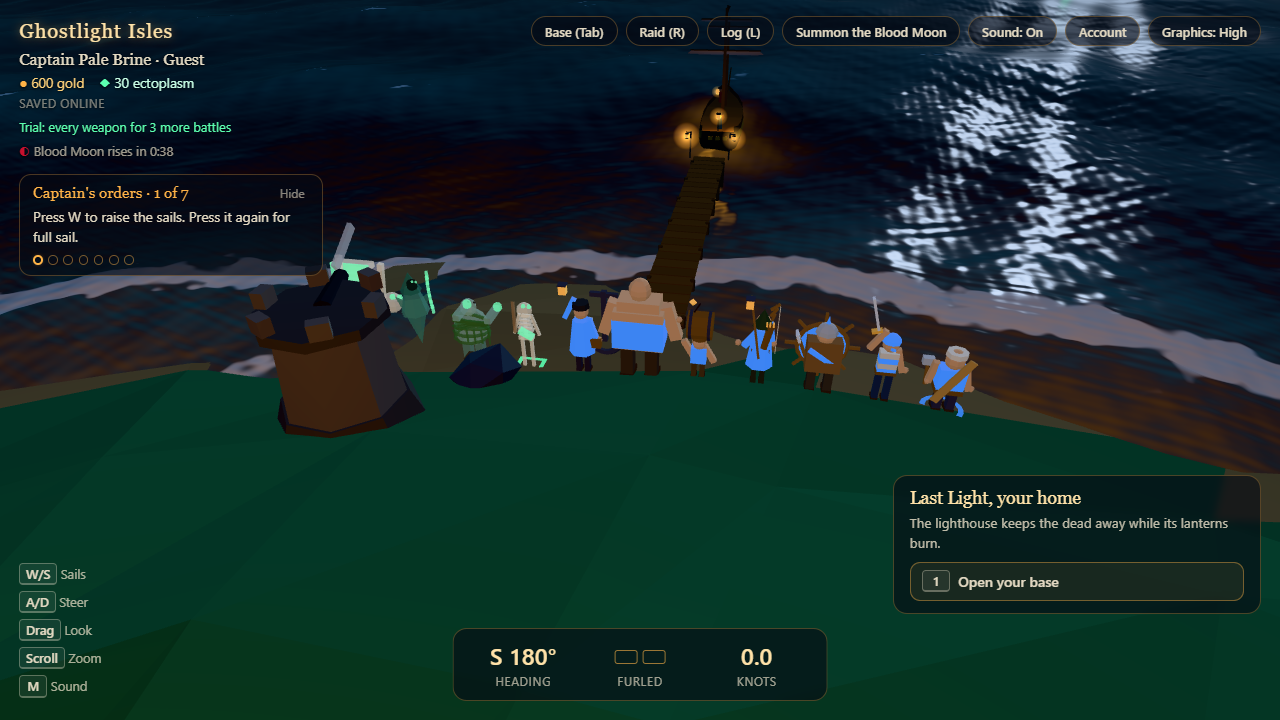 Ghostlight Isles
Captain Pale Brine · Guest
600 gold 30 ectoplasm
SAVED ONLINE
Trial: every weapon for 3 more battles
Blood Moon rises in 0:38
Captain's orders · 1 of 7 Hide
Press W to raise the sails. Press it again for
full sail.
Base (Tab) Raid (R) Log (L) Summon the Blood Moon Sound: On Account Graphics: High
Last Light, your home
The lighthouse keeps the dead away while its lanterns
burn.
1 Open your base
W/S Sails
A/D Steer
Drag Look
Scroll Zoom
M Sound
S 180° 0.0
HEADING FURLED KNOTS